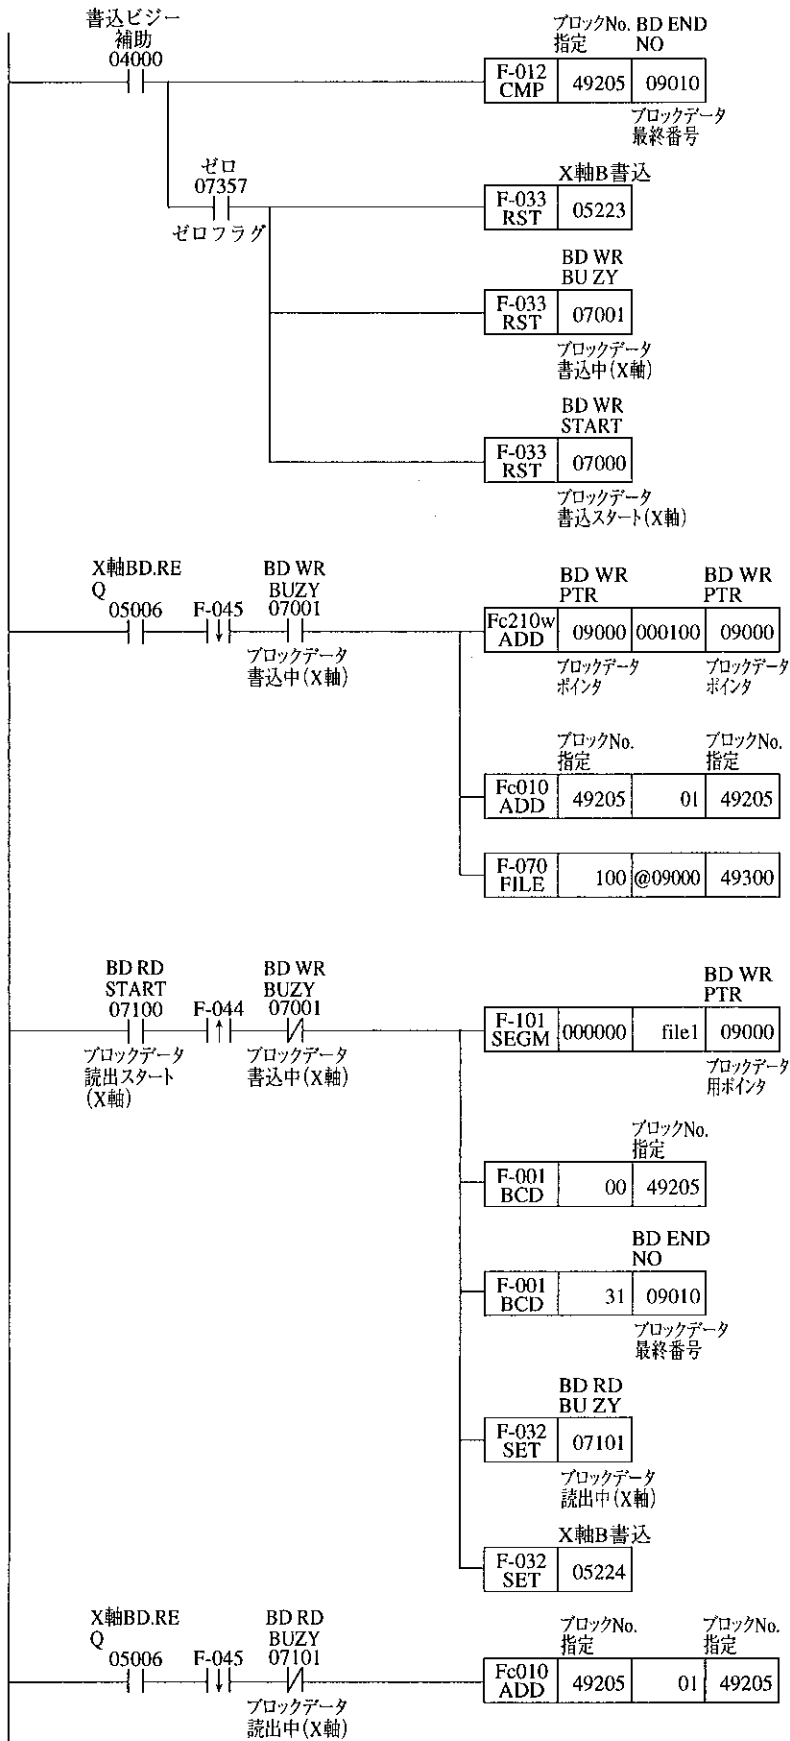 書込ビジー
補助
04000
ブロックNo.
指定
BD END
NO
F-012
CMP
49205
09010
ブロックデータ
最終番号
ゼロ
07357
ゼロフラグ
X軸B書込
F-033
RST
05223
BD WR
BU ZY
F-033
RST
07001
ブロックデータ
書込中(X軸)
BD WR
START
F-033
RST
07000
ブロックデータ
書込スタート(X軸)
X軸BD.RE
Q
05006
F-045
BD WR
BUZY
07001
ブロックデータ
書込中(X軸)
BD WR
PTR
BD WR
PTR
Fc210w
ADD
09000
000100
09000
ブロックデータ
ポインタ
ブロックデータ
ポインタ
ブロックNo.
指定
ブロックNo.
指定
Fc010
ADD
49205
01
49205
F-070
FILE
100
@09000
49300
BD RD
START
07100
ブロックデータ
読出スタート
(X軸)
F-044
BD WR
BUZY
07001
ブロックデータ
書込中(X軸)
BD WR
PTR
F-101
SEGM
000000
file1
09000
ブロックデータ
用ポインタ
ブロックNo.
指定
F-001
BCD
00
49205
BD END
NO
F-001
BCD
31
09010
ブロックデータ
最終番号
BD RD
BU ZY
F-032
SET
07101
ブロックデータ
読出中(X軸)
X軸B書込
F-032
SET
05224
X軸BD.RE
Q
05006
F-045
BD RD
BUZY
07101
ブロックデータ
読出中(X軸)
ブロックNo.
指定
ブロックNo.
指定
Fc010
ADD
49205
01
49205